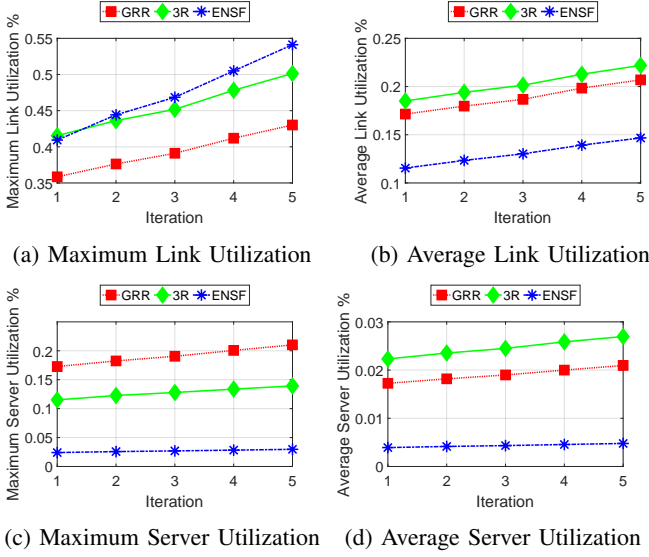 GRR 3R ENSF
Maximum Link Utilization %
0.55
0.5
0.45
0.4
0.35
1 2 3 4 5
Iteration
(a) Maximum Link Utilization
GRR 3R ENSF
Average Link Utilization %
0.25
0.2
0.15
0.1
1 2 3 4 5
Iteration
(b) Average Link Utilization
GRR 3R ENSF
Maximum Server Utilization %
0.2
0.15
0.1
0.05
0
1 2 3 4 5
Iteration
(c) Maximum Server Utilization
GRR 3R ENSF
Average Server Utilization %
0.03
0.02
0.01
0
1 2 3 4 5
Iteration
(d) Average Server Utilization